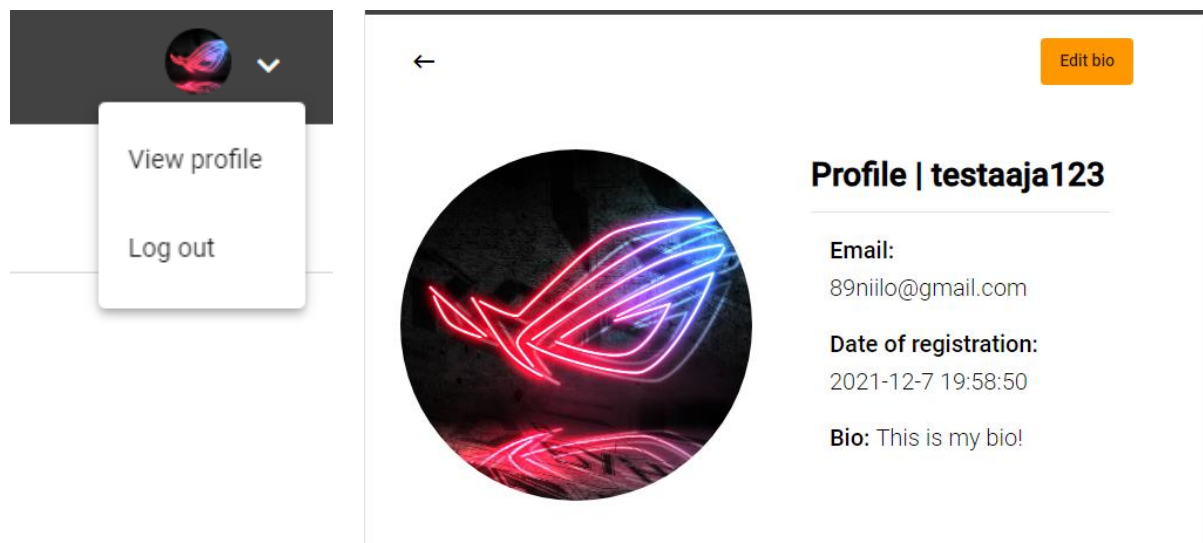 View profile
Log out
Edit bio
Profile | testaaja123
Email:
89niilo@gmail.com
Date of registration:
2021-12-7 19:58:50
Bio: This is my bio!